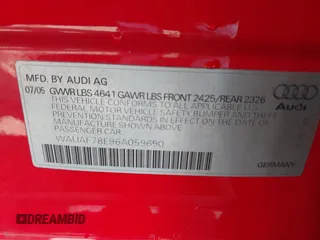 MFD. BY AUDI AG
07/05 GVWR LBS 4641 GAWR LBS FRONT 2425/REAR 2326
THIS VEHICLE CONFORMS TO ALL APPLICABLE
FEDERAL MOTOR VEHICLE SAFETY, BUMPER AND THEFT
PREVENTION STANDARDS IN EFFECT ON THE DATE OF
MANUFACTURE SHOWN ABOVE.
PASSENGER CAR
WAUAF78E96A059690
Audi
DREAMBID